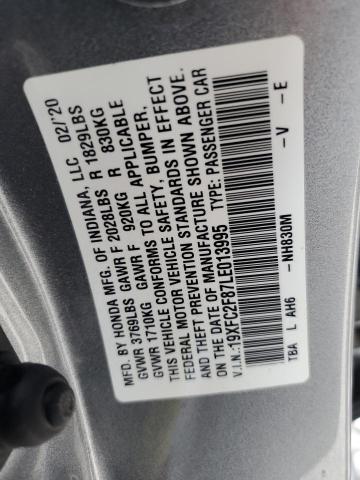 MFD. BY HONDA MFG. OF INDIANA, LLC 02/'20
GVWR 3769LBS GAWR F 2028LBS R 1829LBS
GVWR 1710KG GAWR F 920KG R 830KG
THIS VEHICLE CONFORMS TO ALL APPLICABLE
FEDERAL MOTOR VEHICLE SAFETY, BUMPER,
AND THEFT PREVENTION STANDARDS IN EFFECT
ON THE DATE OF MANUFACTURE SHOWN ABOVE.
V.I.N.:19XFC2F87LE013995 TYPE: PASSENGER CAR
TBA L AH6 -NH830M -V -E